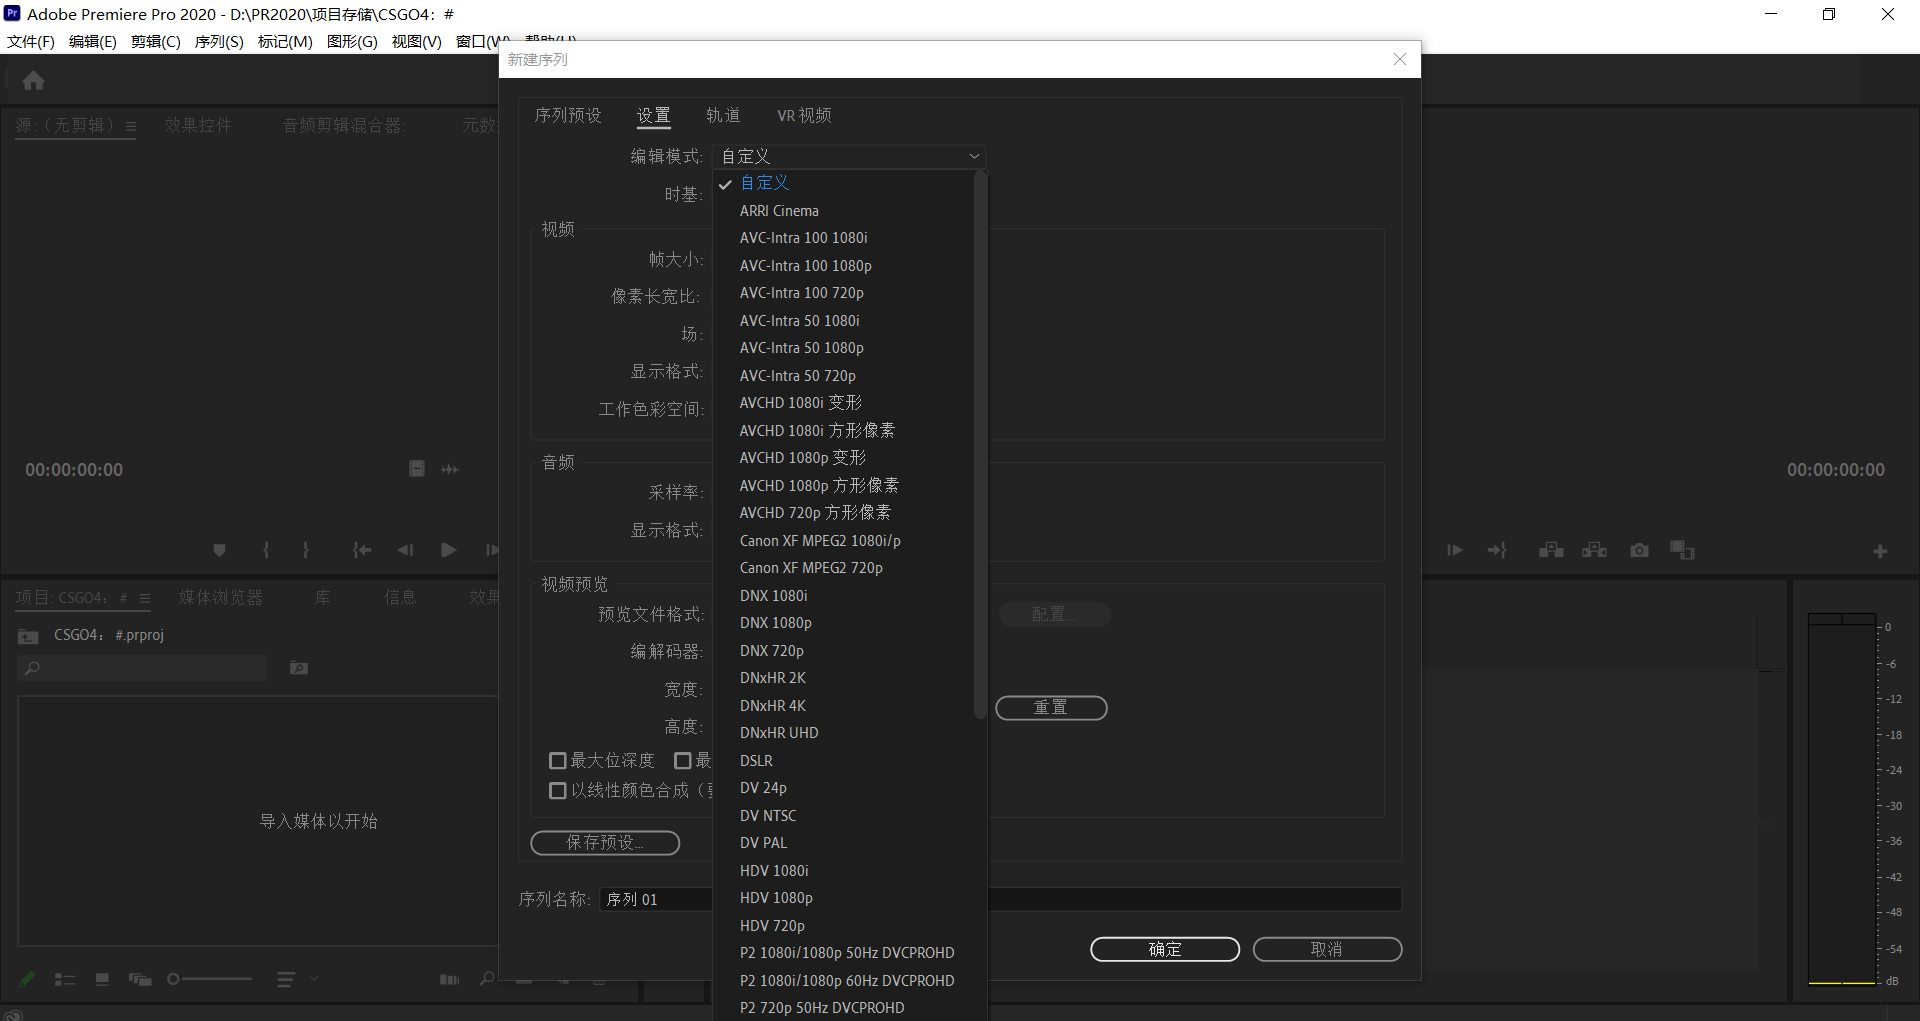 Adobe Premiere Pro 2020 - D:\PR2020\项目存储\CSGO4：#
文件(F) 编辑(E) 剪辑(C) 序列(S) 标记(M) 图形(G) 视图(V) 窗口(W) 帮助(H)
新建序列
源:（无剪辑） 效果控件 音频剪辑混合器: 元数
序列预设 设置 轨道 VR 视频
编辑模式: 自定义
时基:
自定义
ARRI Cinema
AVC-Intra 100 1080i
AVC-Intra 100 1080p
AVC-Intra 100 720p
AVC-Intra 50 1080i
AVC-Intra 50 1080p
AVC-Intra 50 720p
AVCHD 1080i 变形
AVCHD 1080i 方形像素
AVCHD 1080p 变形
AVCHD 1080p 方形像素
AVCHD 720p 方形像素
Canon XF MPEG2 1080i/p
Canon XF MPEG2 720p
DNX 1080i
DNX 1080p
DNX 720p
DNxHR 2K
DNxHR 4K
DNxHR UHD
DSLR
DV 24p
DV NTSC
DV PAL
HDV 1080i
HDV 1080p
HDV 720p
P2 1080i/1080p 50Hz DVCPROHD
P2 1080i/1080p 60Hz DVCPROHD
P2 720p 50Hz DVCPROHD
视频
帧大小:
像素长宽比:
场:
显示格式:
工作色彩空间:
音频
采样率:
显示格式:
视频预览
预览文件格式: 配置...
编解码器:
宽度: 重置
高度:
最大位深度 最
以线性颜色合成（
保存预设...
序列名称: 序列 01
确定 取消
00:00:00:00
00:00:00:00
项目: CSGO4：# 媒体浏览器 库 信息 效果
CSGO4：#.prproj
导入媒体以开始
0
-6
-12
-18
-24
-30
-36
-42
-48
-54
dB